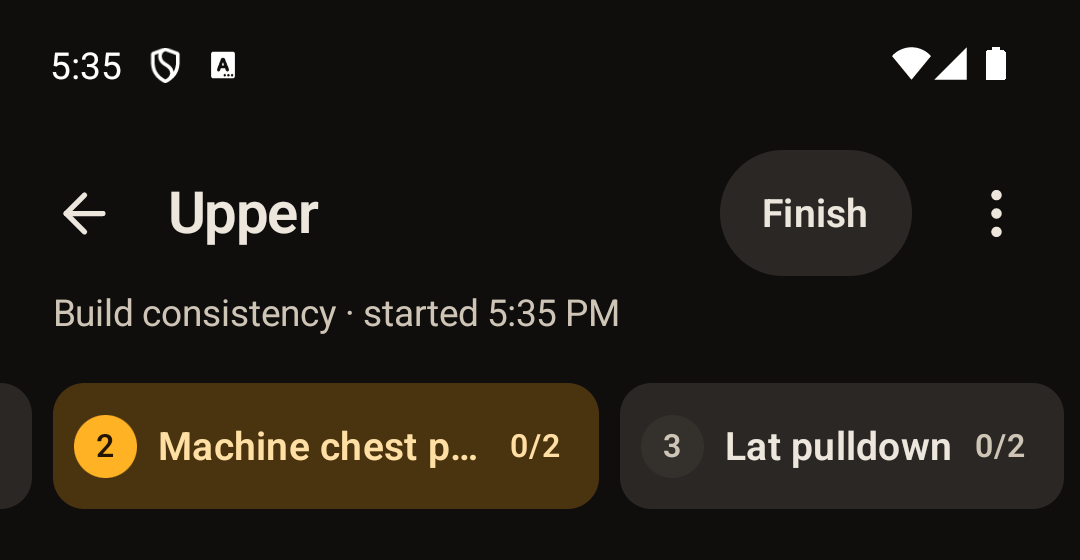 5:35
Upper
Finish
Build consistency · started 5:35 PM
2 Machine chest p... 0/2
3 Lat pulldown 0/2